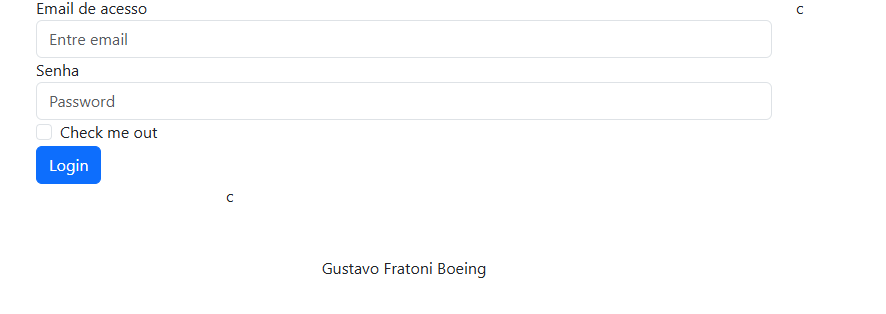 Email de acesso
c
Entre email
Senha
Password
Check me out
Login
c
Gustavo Fratoni Boeing